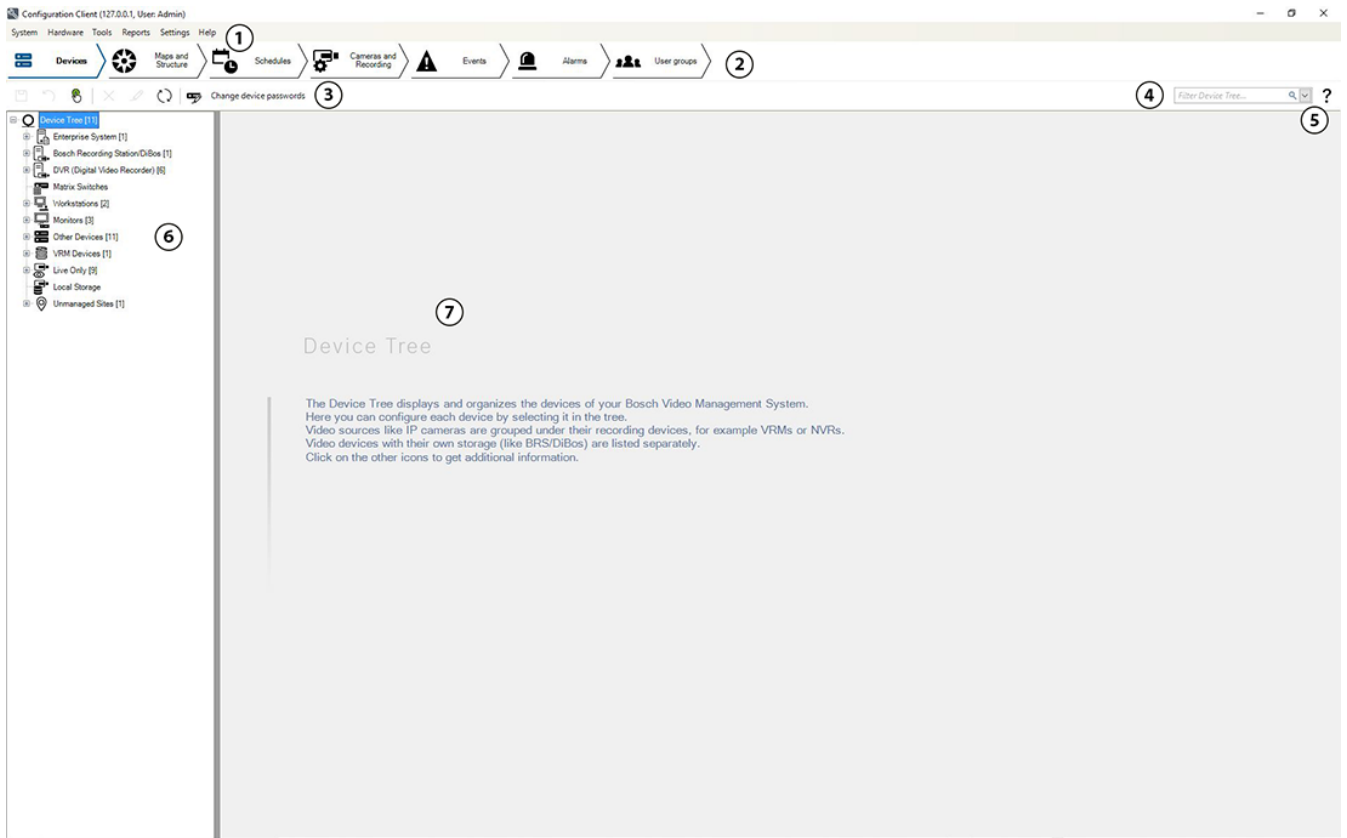 Configuration Client (127.0.0.1, User: Admin)
System Hardware Tools Reports Settings Help
1
Devices
Maps and
Structure
Schedules
Cameras and
Recording
Events
Alarms
User groups
2
Change device passwords
3
4
Filter Device Tree...
?
5
Device Tree [11]
Enterprise System [1]
Bosch Recording Station/DiBos [1]
DVR (Digital Video Recorder) [6]
Matrix Switches
Workstations [2]
Monitors [3]
Other Devices [11]
VRM Devices [1]
Live Only [9]
Local Storage
Unmanaged Sites [1]
6
7
Device Tree
The Device Tree displays and organizes the devices of your Bosch Video Management System.
Here you can configure each device by selecting it in the tree.
Video sources like IP cameras are grouped under their recording devices, for example VRMs or NVRs.
Video devices with their own storage (like BRS/DiBos) are listed separately.
Click on the other icons to get additional information.